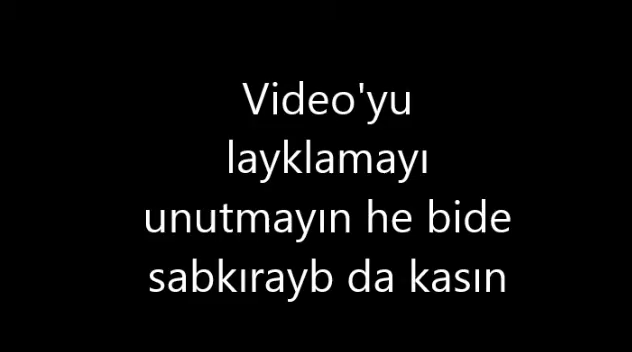 Video'yu
layklamayı
unutmayın he bide
sabkırayb da kasın